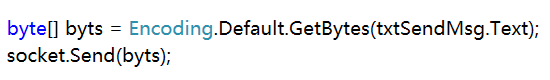 byte[] byts = Encoding.Default.GetBytes(txtSendMsg.Text);
socket.Send(byts);